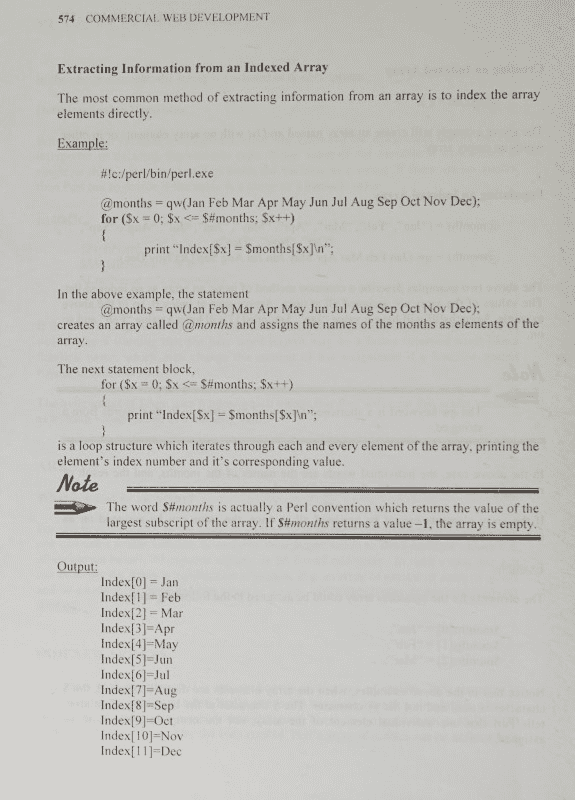 574 COMMERCIAL WEB DEVELOPMENT
Extracting Information from an Indexed Array
The most common method of extracting information from an array is to index the array
elements directly.
Example:
#!c:/perl/bin/perl.exe
@months = qw(Jan Feb Mar Apr May Jun Jul Aug Sep Oct Nov Dec);
for ($x = 0; $x <= $#months; $x++)
{
print “Index[$x] = $months[$x]\n”;
}
In the above example, the statement
@months = qw(Jan Feb Mar Apr May Jun Jul Aug Sep Oct Nov Dec);
creates an array called @months and assigns the names of the months as elements of the
array.
The next statement block,
for ($x = 0; $x <= $#months; $x++)
{
print “Index[$x] = $months[$x]\n”;
}
is a loop structure which iterates through each and every element of the array, printing the
element’s index number and it’s corresponding value.
Note
The word $#months is actually a Perl convention which returns the value of the
largest subscript of the array. If $#months returns a value –1, the array is empty.
Output:
Index[0] = Jan
Index[1] = Feb
Index[2] = Mar
Index[3]=Apr
Index[4]=May
Index[5]=Jun
Index[6]=Jul
Index[7]=Aug
Index[8]=Sep
Index[9]=Oct
Index[10]=Nov
Index[11]=Dec